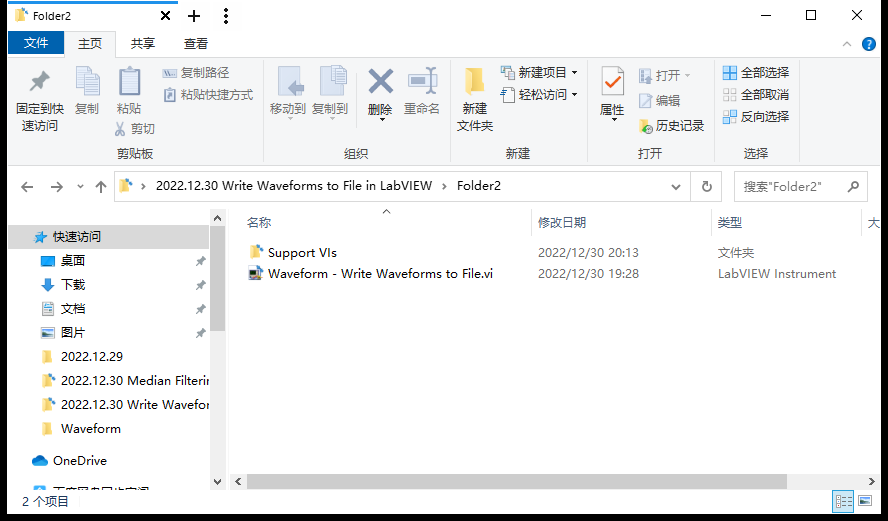 Folder2
文件 主页 共享 查看
固定到快速访问
复制
粘贴
复制路径
粘贴快捷方式
剪切
剪贴板
移动到
复制到
删除
重命名
组织
新建文件夹
新建项目
轻松访问
新建
属性
打开
编辑
历史记录
打开
全部选择
全部取消
反向选择
选择
2022.12.30 Write Waveforms to File in LabVIEW > Folder2
搜索"Folder2"
名称 修改日期 类型 大
Support VIs 2022/12/30 20:13 文件夹
Waveform - Write Waveforms to File.vi 2022/12/30 19:28 LabVIEW Instrument
快速访问
桌面
下载
文档
图片
2022.12.29
2022.12.30 Median Filterin
2022.12.30 Write Wavefor
Waveform
OneDrive
2 个项目